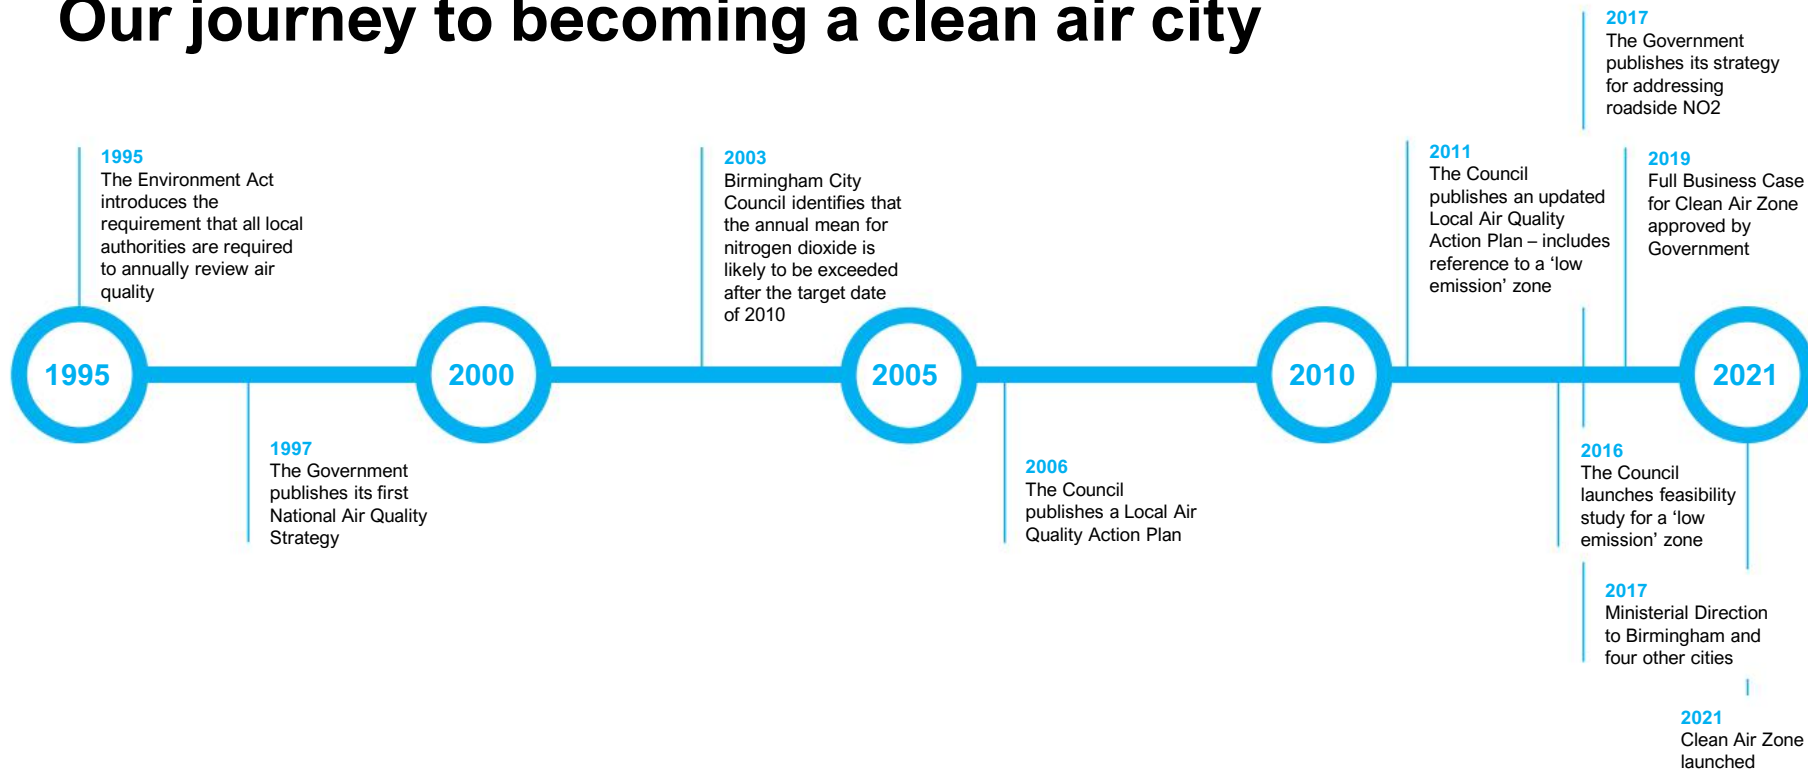 Our journey to becoming a clean air city
2017
The Government
publishes its strategy
for addressing
roadside NO2
1995
The Environment Act
introduces the
requirement that all local
authorities are required
to annually review air
quality
2003
Birmingham City
Council identifies that
the annual mean for
nitrogen dioxide is
likely to be exceeded
after the target date
of 2010
2011
The Council
publishes an updated
Local Air Quality
Action Plan – includes
reference to a ‘low
emission’ zone
2019
Full Business Case
for Clean Air Zone
approved by
Government
1995
2000
2005
2010
2021
1997
The Government
publishes its first
National Air Quality
Strategy
2006
The Council
publishes a Local Air
Quality Action Plan
2016
The Council
launches feasibility
study for a ‘low
emission’ zone
2017
Ministerial Direction
to Birmingham and
four other cities
2021
Clean Air Zone
launched